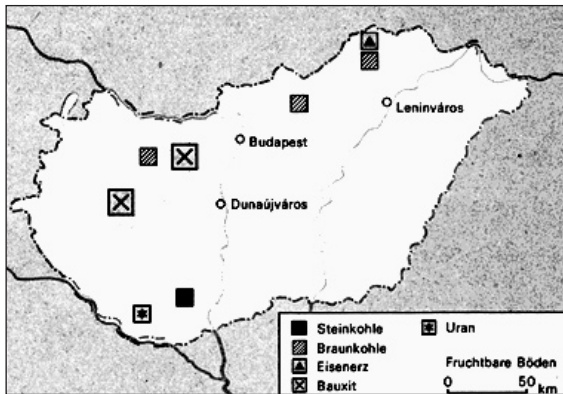 Leninváros
Budapest
Dunaújváros
Steinkohle
Braunkohle
Eisenerz
Bauxit
Uran
Fruchtbare Böden
0 50
km